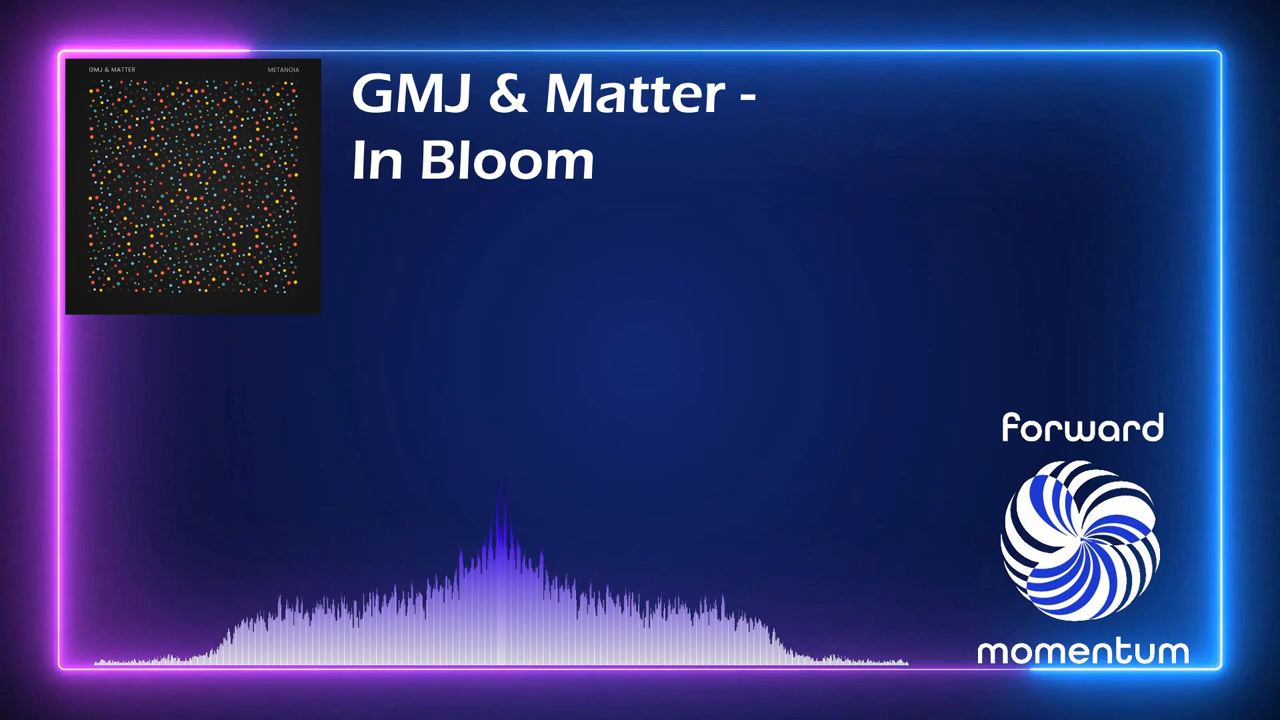 GMJ & MATTER
METANOIA
GMJ & Matter -
In Bloom
forward
momentum